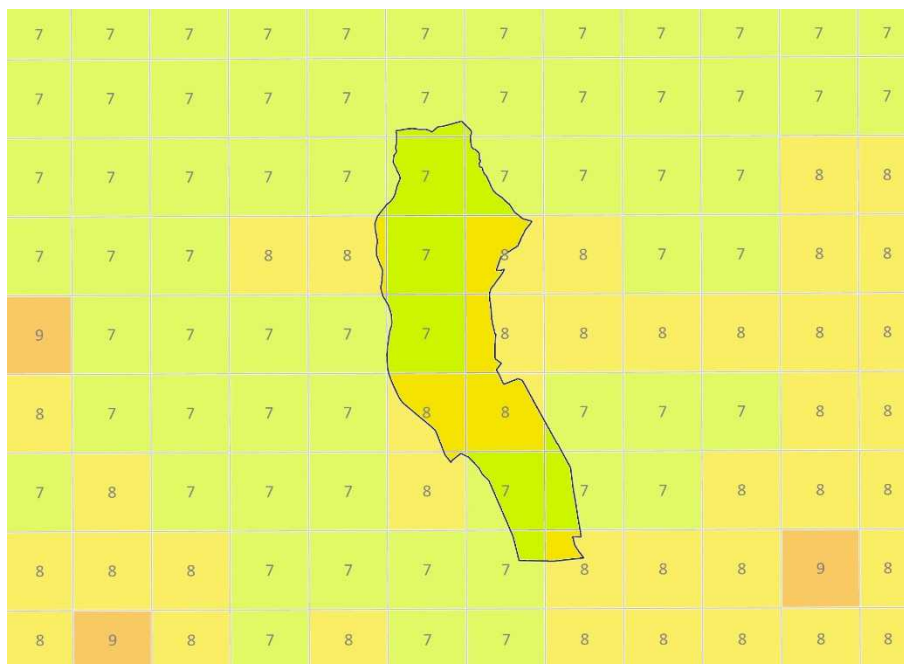 7 7 7 7 7 7 7 7 7 7 7 7
7 7 7 7 7 7 7 7 7 7 7 7
7 7 7 7 7 7 7 7 7 7 8 8
7 7 7 8 8 7 8 8 7 7 8 8
9 7 7 7 7 7 8 8 8 8 8 8
8 7 7 7 7 8 8 7 7 7 8 8
7 8 7 7 7 8 7 7 7 8 8 8
8 8 8 7 7 7 7 8 8 8 9 8
8 9 8 7 8 7 7 8 8 8 8 8